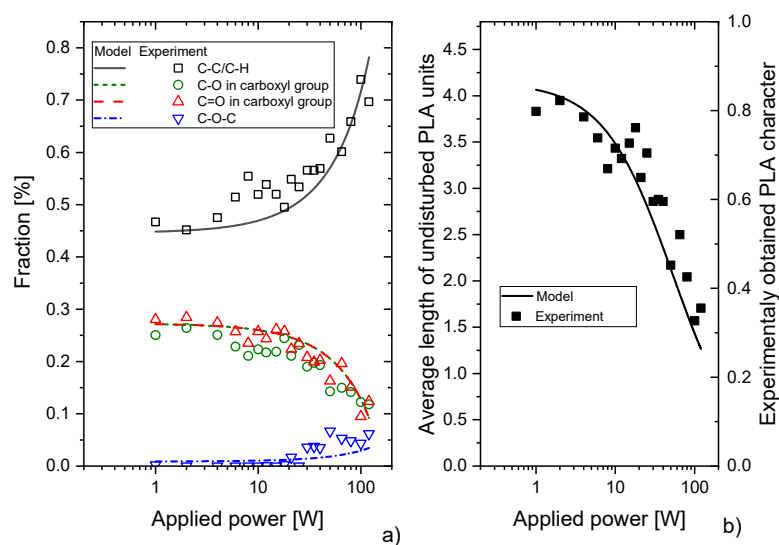 Model Experiment
C-C/C-H
C-O in carboxyl group
C=O in carboxyl group
C-O-C
Fraction [%]
0.8
0.7
0.6
0.5
0.4
0.3
0.2
0.1
0.0
1
10
100
Applied power [W]
a)
Average length of undisturbed PLA units
4.5
4.0
3.5
3.0
2.5
2.0
1.5
1.0
0.5
0.0
Model
Experiment
1
10
100
Applied power [W]
b)
1.0
0.8
0.6
0.4
0.2
0.0
Experimentaly obtained PLA character